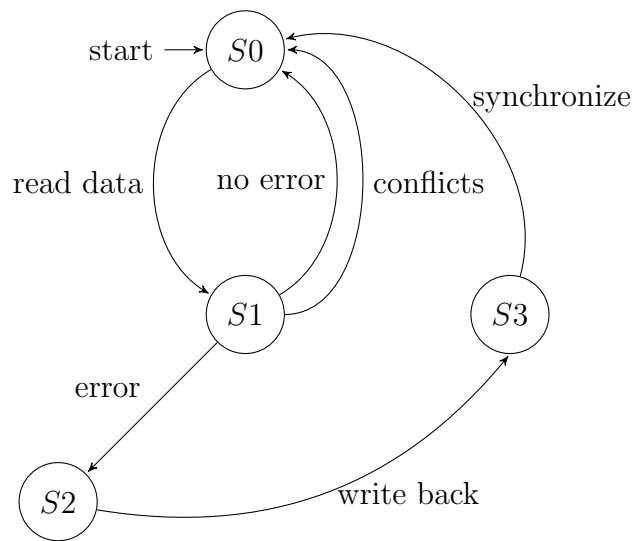 start
S0
synchronize
read data
no error
conflicts
S1
S3
error
S2
write back